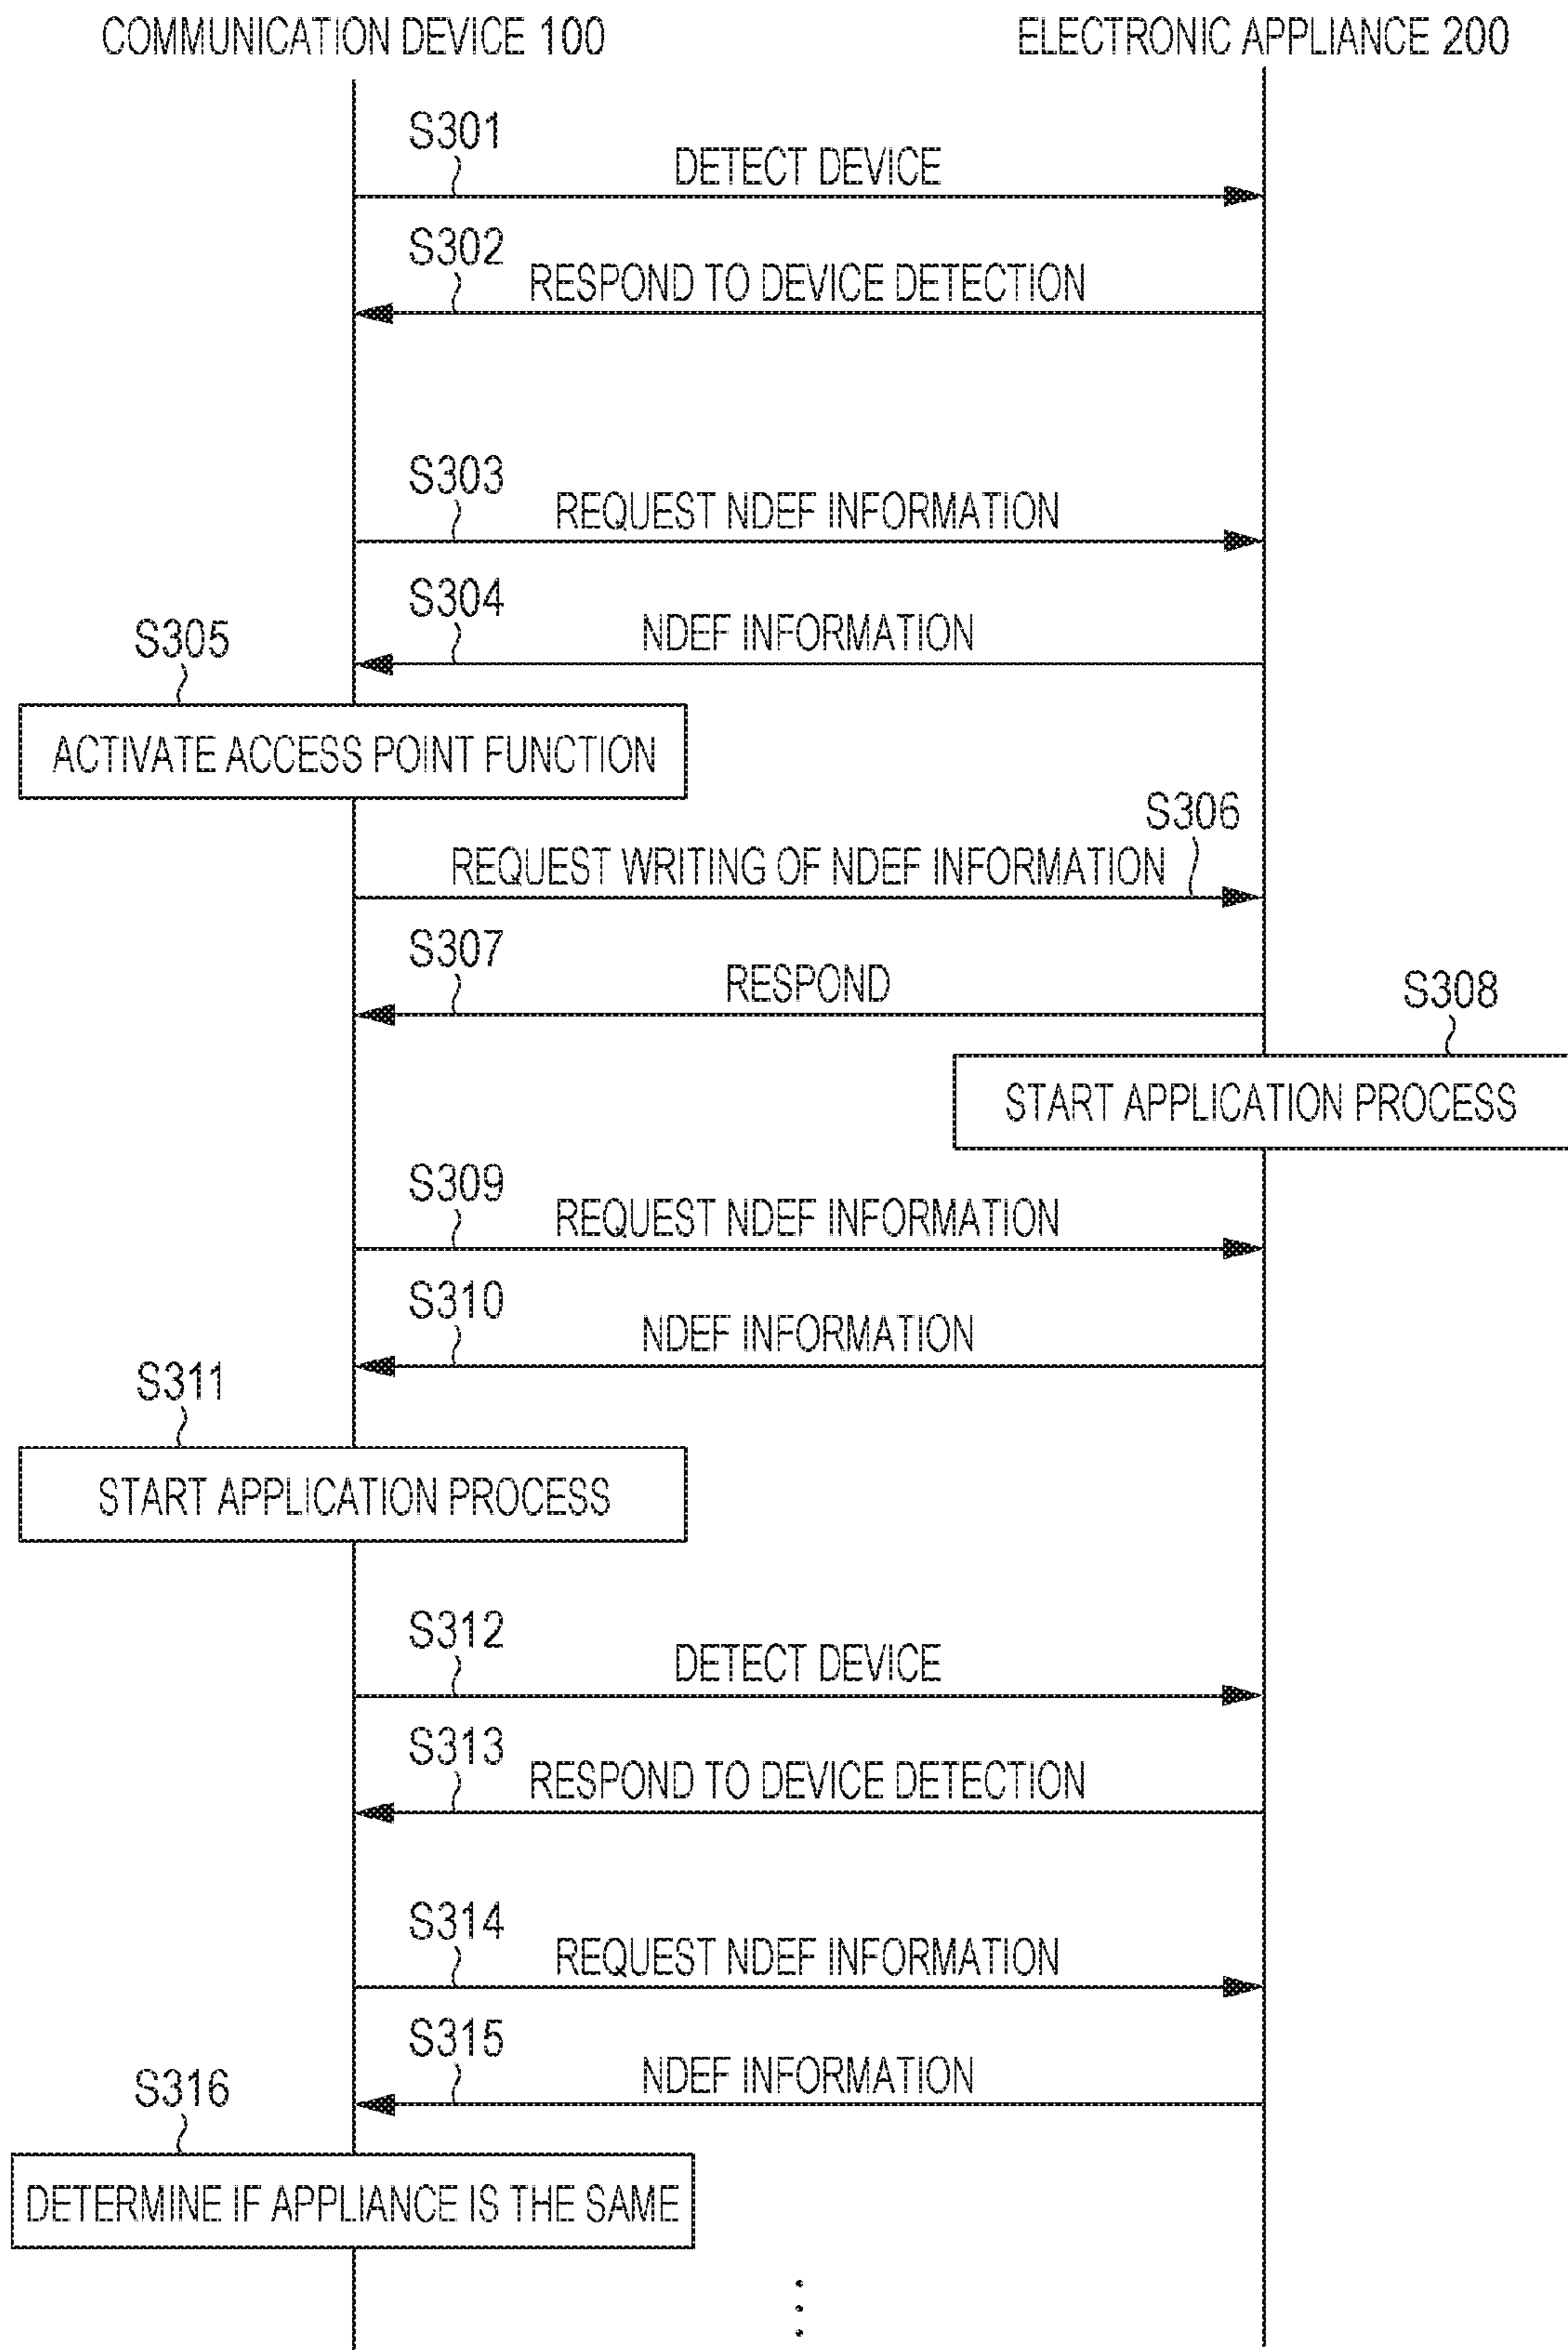 COMMUNICATION DEVICE 100
ELECTRONIC APPLIANCE 200
S301
DETECT DEVICE
S302
RESPOND TO DEVICE DETECTION
S303
REQUEST NDEF INFORMATION
S304
NDEF INFORMATION
S305
ACTIVATE ACCESS POINT FUNCTION
S306
REQUEST WRITING OF NDEF INFORMATION
S307
RESPOND
S308
START APPLICATION PROCESS
S309
REQUEST NDEF INFORMATION
S310
NDEF INFORMATION
S311
START APPLICATION PROCESS
S312
DETECT DEVICE
S313
RESPOND TO DEVICE DETECTION
S314
REQUEST NDEF INFORMATION
S315
NDEF INFORMATION
S316
DETERMINE IF APPLIANCE IS THE SAME